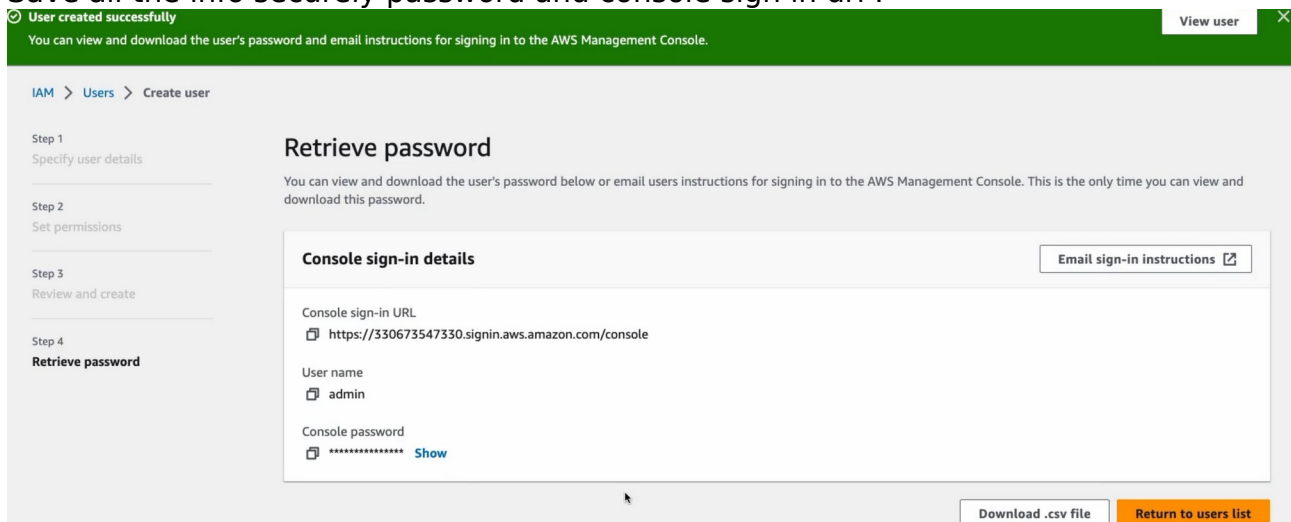 User created successfully
View user
You can view and download the user's password and email instructions for signing in to the AWS Management Console.
IAM > Users > Create user
Step 1
Specify user details
Step 2
Set permissions
Step 3
Review and create
Step 4
Retrieve password
Retrieve password
You can view and download the user's password below or email users instructions for signing in to the AWS Management Console. This is the only time you can view and
download this password.
Console sign-in details
Email sign-in instructions
Console sign-in URL
https://330673547330.signin.aws.amazon.com/console
User name
admin
Console password
*************** Show
Download .csv file
Return to users list